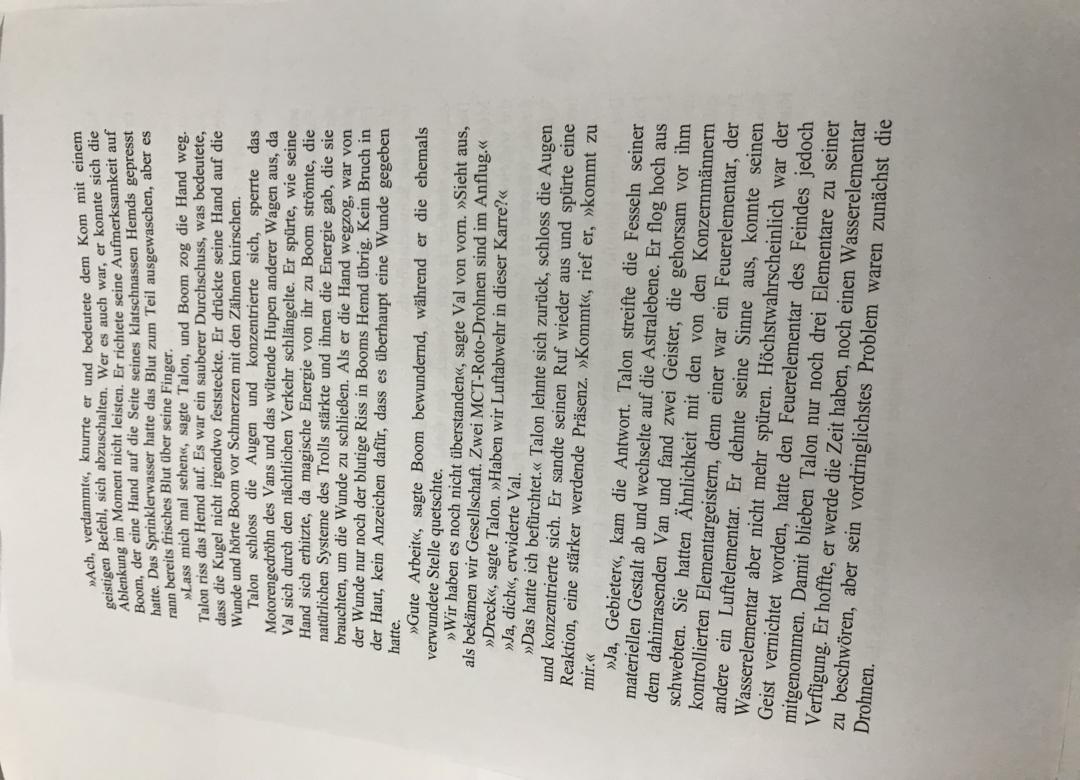 »Ach, verdammt«, knurrte er und bedeutete dem Kom mit einem
geistigen Befehl, sich abzuschalten. Wer es auch war, er konnte sich die
Ablenkung im Moment nicht leisten. Er richtete seine Aufmerksamkeit auf
Boom, der eine Hand auf die Seite seines klatschnassen Hemds gepresst
hatte. Das Sprinklerwasser hatte das Blut zum Teil ausgewaschen, aber es
rann bereits frisches Blut über seine Finger.
»Lass mich mal sehen«, sagte Talon, und Boom zog die Hand weg.
Talon riss das Hemd auf. Es war ein sauberer Durchschuss, was bedeutete,
dass die Kugel nicht irgendwo feststeckte. Er drückte seine Hand auf die
Wunde und hörte Boom vor Schmerzen mit den Zähnen knirschen.
Talon schloss die Augen und konzentrierte sich, sperrte das
Motorengedröhn des Vans und das wütende Hupen anderer Wagen aus, da
Val sich durch den nächtlichen Verkehr schlängelte. Er spürte, wie seine
Hand sich erhitzte, da magische Energie von ihr zu Boom strömte, die
natürlichen Systeme des Trolls stärkte und ihnen die Energie gab, die sie
brauchten, um die Wunde zu schließen. Als er die Hand wegzog, war von
der Wunde nur noch der blutige Riss in Booms Hemd übrig. Kein Bruch in
der Haut, kein Anzeichen dafür, dass es überhaupt eine Wunde gegeben
hatte.
»Gute Arbeit«, sagte Boom bewundernd, während er die ehemals
verwundete Stelle quetschte.
»Wir haben es noch nicht überstanden«, sagte Val von vorn. »Sieht aus,
als bekämen wir Gesellschaft. Zwei MCT-Roto-Drohnen sind im Anflug.«
»Dreck«, sagte Talon. »Haben wir Luftabwehr in dieser Karre?«
»Ja, dich«, erwiderte Val.
»Das hatte ich befürchtet.« Talon lehnte sich zurück, schloss die Augen
und konzentrierte sich. Er sandte seinen Ruf wieder aus und spürte eine
Reaktion, eine stärker werdende Präsenz. »Kommt«, rief er, »kommt zu
mir.«
»Ja, Gebieter«, kam die Antwort. Talon streifte die Fesseln seiner
materiellen Gestalt ab und wechselte auf die Astralebene. Er flog hoch aus
dem dahinrasenden Van und fand zwei Geister, die gehorsam vor ihm
schwebten. Sie hatten Ähnlichkeit mit den von den Konzernmännern
kontrollierten Elementargeistern, denn einer war ein Feuerelementar, der
andere ein Luftelementar. Er dehnte seine Sinne aus, konnte seinen
Wasserelementar aber nicht mehr spüren. Höchstwahrscheinlich war der
Geist vernichtet worden, hatte den Feuerelementar des Feindes jedoch
mitgenommen. Damit blieben Talon nur noch drei Elementare zu seiner
Verfügung. Er hoffte, er werde die Zeit haben, noch einen Wasserelementar
zu beschwören, aber sein vordringlichstes Problem waren zunächst die
Drohnen.